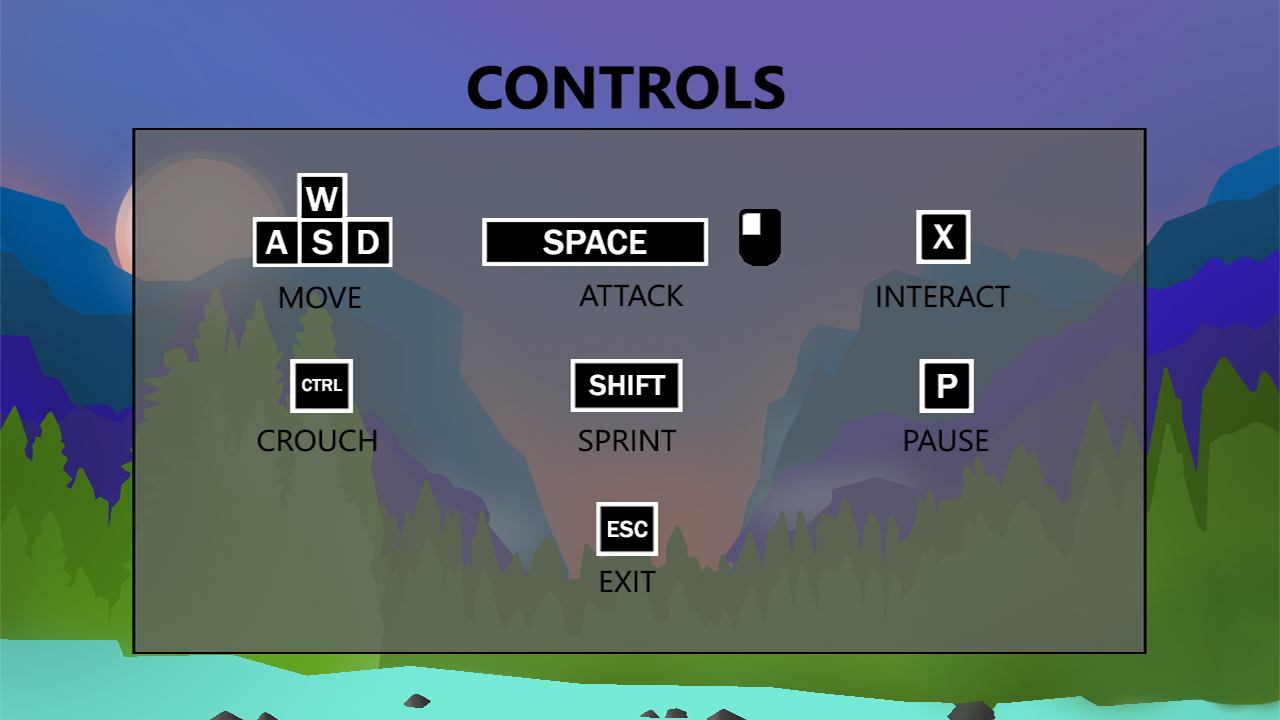 CONTROLS
W
A S D
SPACE
X
MOVE
ATTACK
INTERACT
CTRL
SHIFT
P
CROUCH
SPRINT
PAUSE
ESC
EXIT